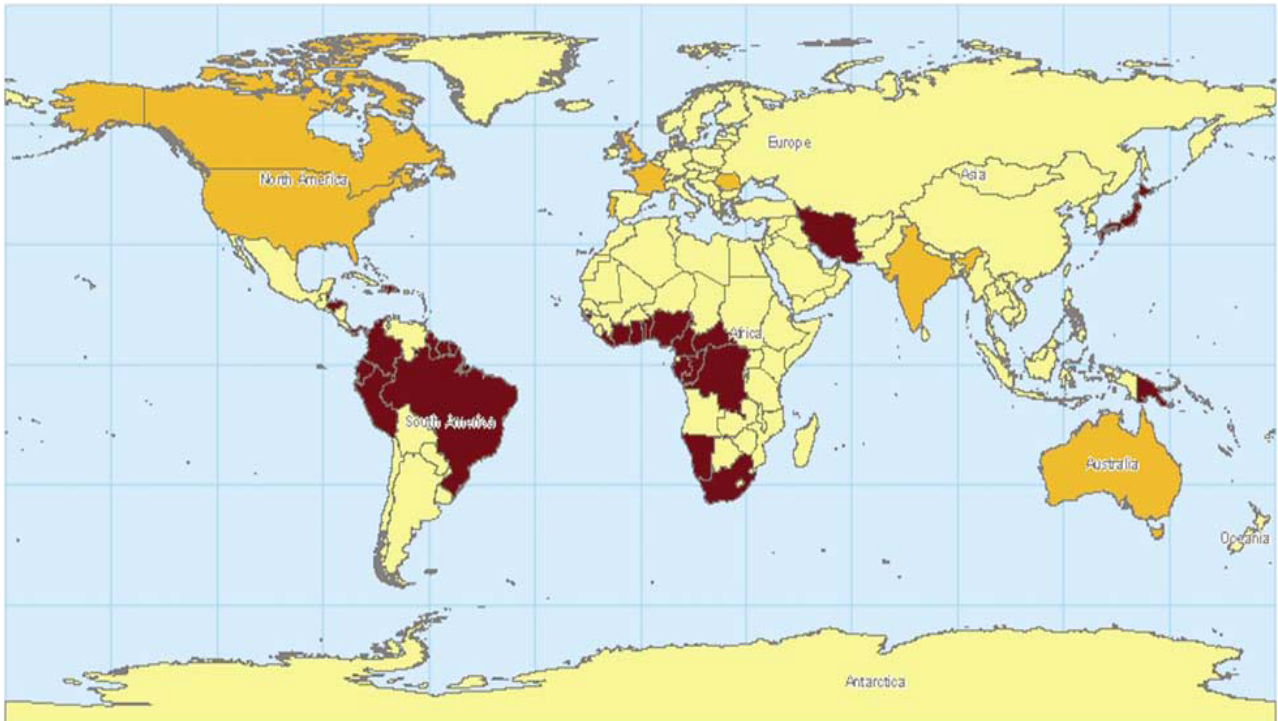 Europe
Asia
North America
Africa
South America
Australia
Oceania
Antarctica